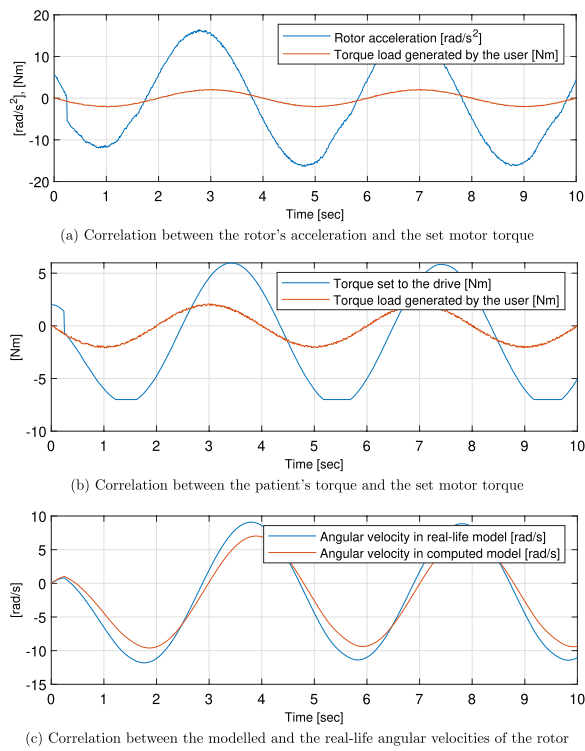 20
10
0
-10
-20
[rad/s²], [Nm]
Rotor acceleration [rad/s²]
Torque load generated by the user [Nm]
0 1 2 3 4 5 6 7 8 9 10
Time [sec]
(a) Correlation between the rotor's acceleration and the set motor torque
5
0
-5
-10
[Nm]
Torque set to the drive [Nm]
Torque load generated by the user [Nm]
0 1 2 3 4 5 6 7 8 9 10
Time [sec]
(b) Correlation between the patient's torque and the set motor torque
10
5
0
-5
-10
-15
[rad/s]
Angular velocity in real-life model [rad/s]
Angular velocity in computed model [rad/s]
0 1 2 3 4 5 6 7 8 9 10
Time [sec]
(c) Correlation between the modelled and the real-life angular velocities of the rotor